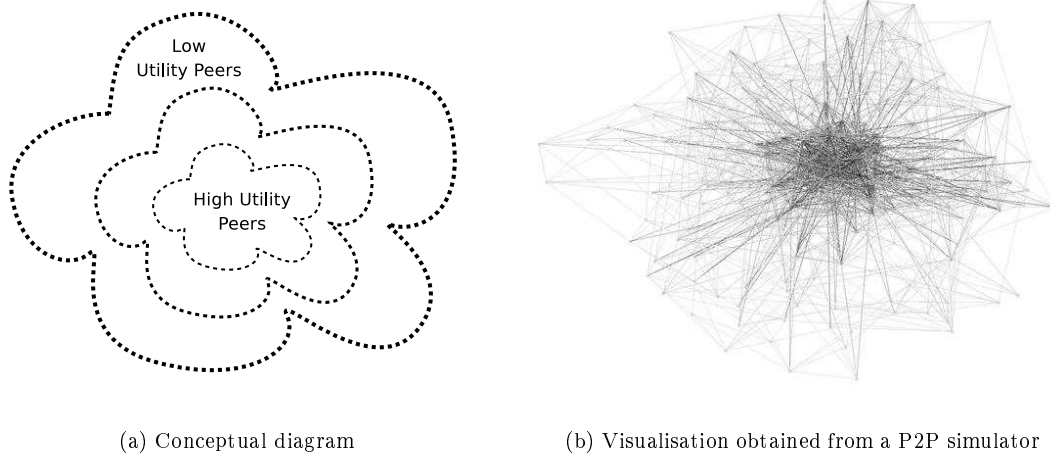 Low
Utility Peers
High Utility
Peers
(a) Conceptual diagram
(b) Visualisation obtained from a P2P simulator